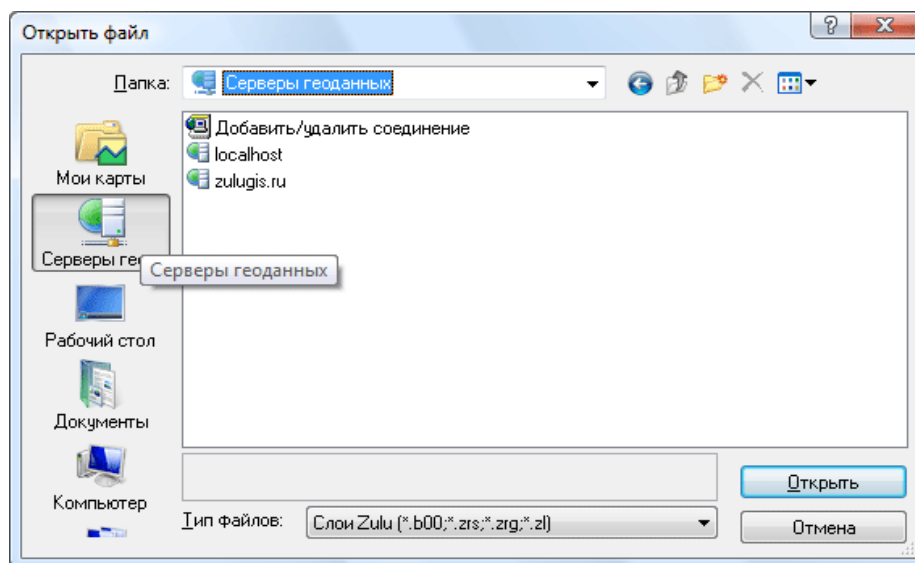 Открыть файл
Папка:
Серверы геоданных
Добавить/удалить соединение
localhost
zulugis.ru
Мои карты
Серверы гео
Серверы геоданных
Рабочий стол
Документы
Компьютер
Открыть
Тип файлов:
Слои Zulu (*.b00;*.zrs;*.zrg;*.zl)
Отмена